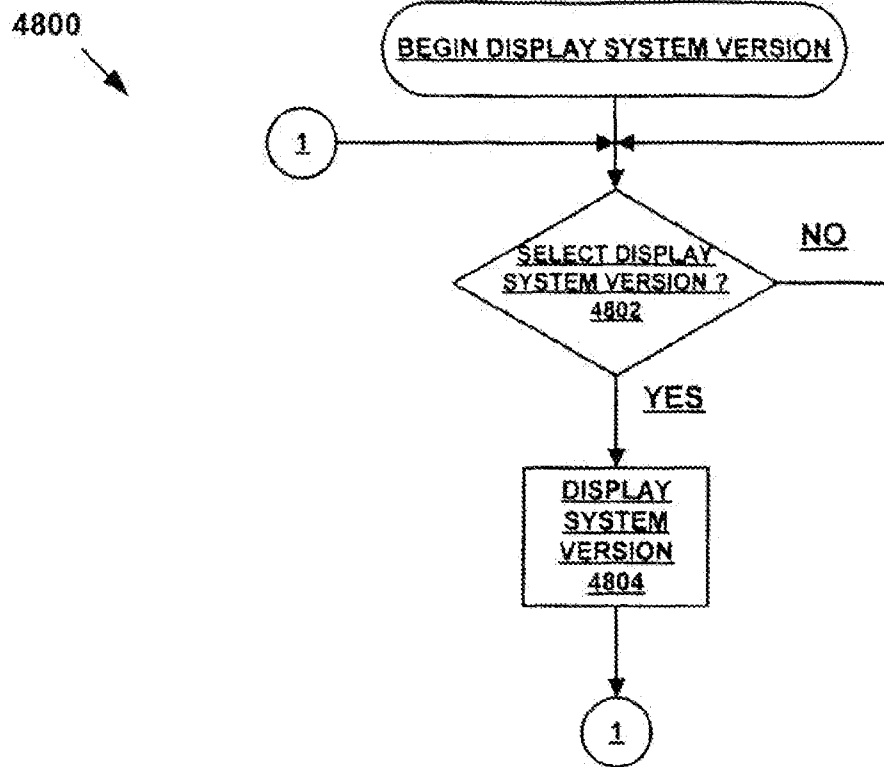 4800
BEGIN DISPLAY SYSTEM VERSION
1
SELECT DISPLAY
SYSTEM VERSION ?
4802
NO
YES
DISPLAY
SYSTEM
VERSION
4804
1